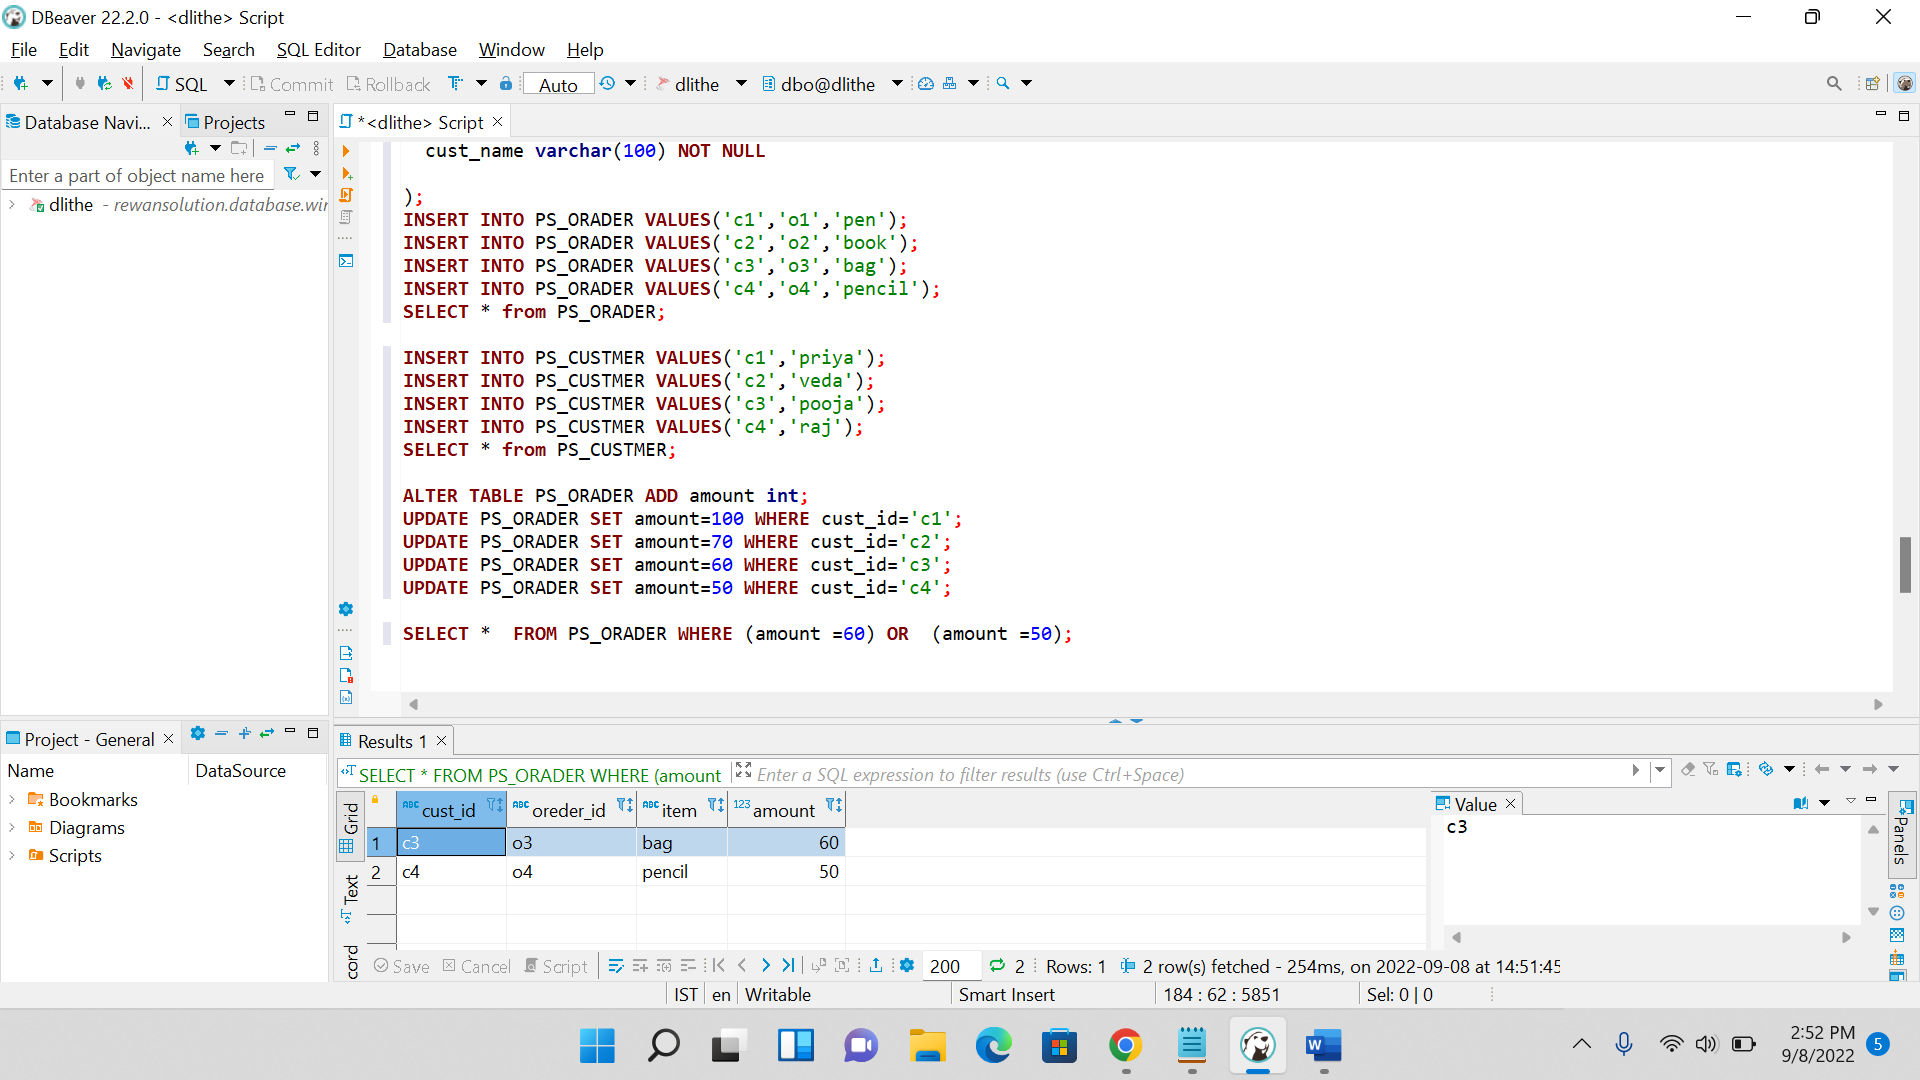 DBeaver 22.2.0 - <dlithe> Script
File Edit Navigate Search SQL Editor Database Window Help
SQL Commit Rollback Auto dlithe dbo@dlithe
Database Navi... Projects
Enter a part of object name here
dlithe - rewansolution.database.wir
*<dlithe> Script
cust_name varchar(100) NOT NULL
);
INSERT INTO PS_ORADER VALUES('c1','o1','pen');
INSERT INTO PS_ORADER VALUES('c2','o2','book');
INSERT INTO PS_ORADER VALUES('c3','o3','bag');
INSERT INTO PS_ORADER VALUES('c4','o4','pencil');
SELECT * from PS_ORADER;
INSERT INTO PS_CUSTMER VALUES('c1','priya');
INSERT INTO PS_CUSTMER VALUES('c2','veda');
INSERT INTO PS_CUSTMER VALUES('c3','pooja');
INSERT INTO PS_CUSTMER VALUES('c4','raj');
SELECT * from PS_CUSTMER;
ALTER TABLE PS_ORADER ADD amount int;
UPDATE PS_ORADER SET amount=100 WHERE cust_id='c1';
UPDATE PS_ORADER SET amount=70 WHERE cust_id='c2';
UPDATE PS_ORADER SET amount=60 WHERE cust_id='c3';
UPDATE PS_ORADER SET amount=50 WHERE cust_id='c4';
SELECT *  FROM PS_ORADER WHERE (amount =60) OR  (amount =50);
Project - General
Name DataSource
Bookmarks
Diagrams
Scripts
Results 1
SELECT * FROM PS_ORADER WHERE (amount Enter a SQL expression to filter results (use Ctrl+Space)
Grid
Text
cord
ABC cust_id ABC oreder_id ABC item 123 amount
1 c3 o3 bag 60
2 c4 o4 pencil 50
Value
c3
Panels
Save Cancel Script 200 2 Rows: 1 2 row(s) fetched - 254ms, on 2022-09-08 at 14:51:45
IST en Writable Smart Insert 184 : 62 : 5851 Sel: 0 | 0
2:52 PM
9/8/2022 5